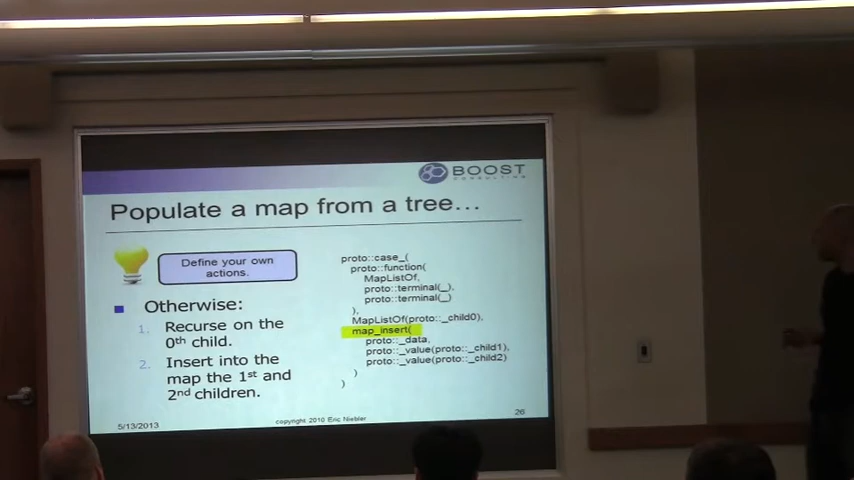 BOOST
CONSULTING
Populate a map from a tree…
Define your own
actions.
Otherwise:
1. Recurse on the
0th child.
2. Insert into the
map the 1st and
2nd children.
proto::case_(
proto::function(
MapListOf,
proto::terminal(_),
proto::terminal(_)
),
MapListOf(proto::_child0),
map_insert(
proto::_data,
proto::_value(proto::_child1),
proto::_value(proto::_child2)
)
)
5/13/2013
copyright 2010 Eric Niebler
26